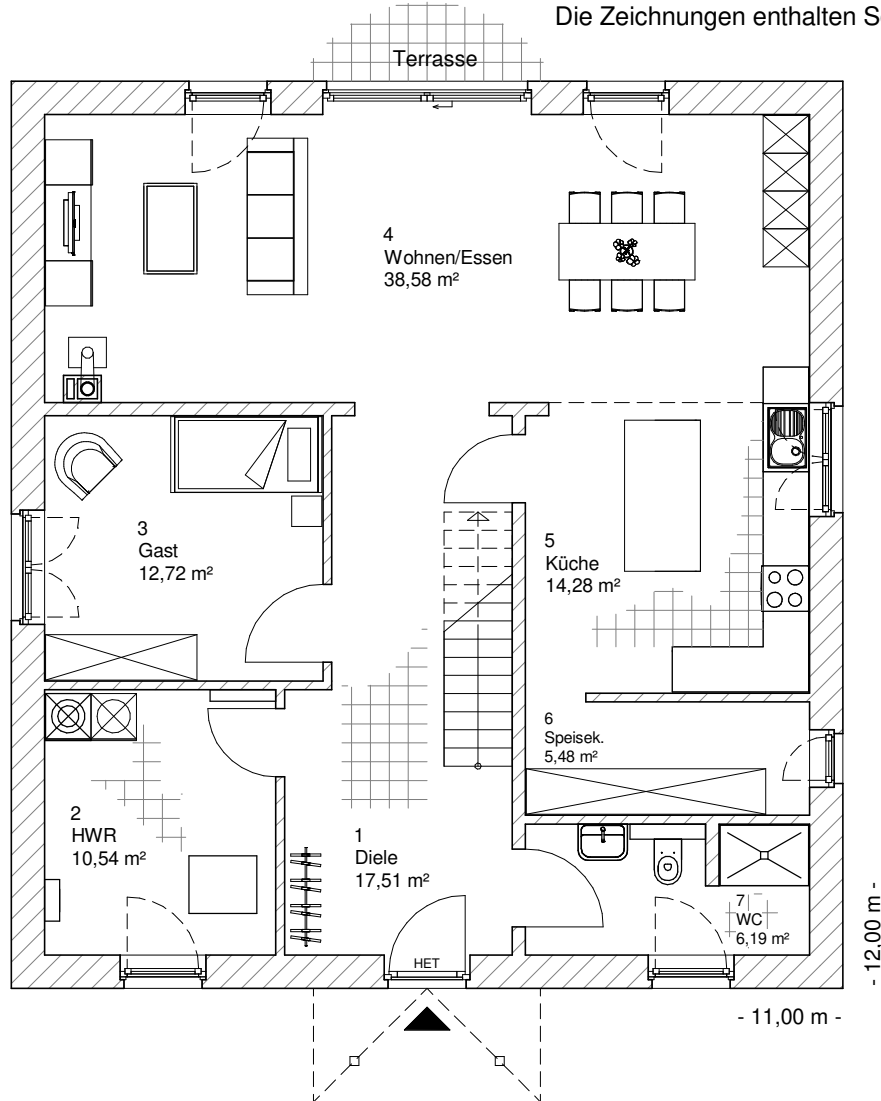 Die Zeichnungen enthalten S
Terrasse
4
Wohnen/Essen
38,58 m²
3
Gast
12,72 m²
5
Küche
14,28 m²
6
Speisek.
5,48 m²
2
HWR
10,54 m²
1
Diele
17,51 m²
7
WC
6,19 m²
HET
- 12,00 m -
- 11,00 m -